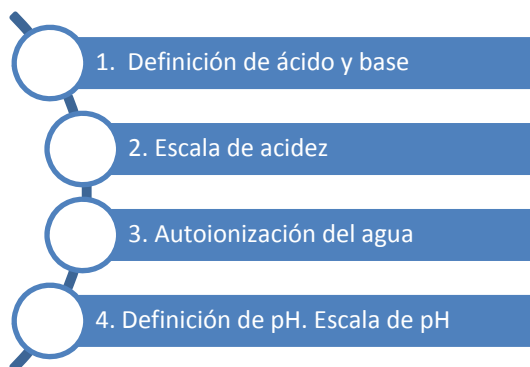 1. Definición de ácido y base
2. Escala de acidez
3. Autoionización del agua
4. Definición de pH. Escala de pH